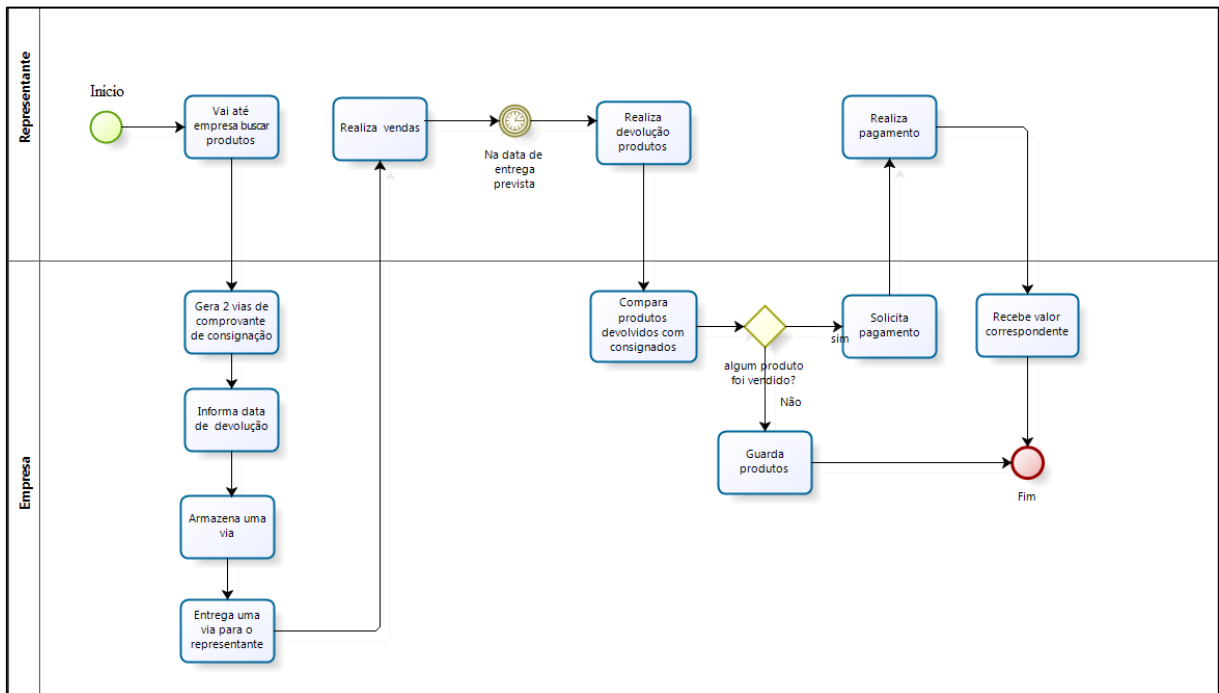 Representante
Início
Vai até
empresa buscar
produtos
Realiza vendas
Na data de
entrega
prevista
Realiza
devolução
produtos
Realiza
pagamento
Empresa
Gera 2 vias de
comprovante
de consignação
Informa data
de devolução
Armazena uma
via
Entrega uma
via para o
representante
Compara
produtos
devolvidos com
consignados
algum produto
foi vendido?
sim
Não
Solicita
pagamento
Recebe valor
correspondente
Guarda
produtos
Fim